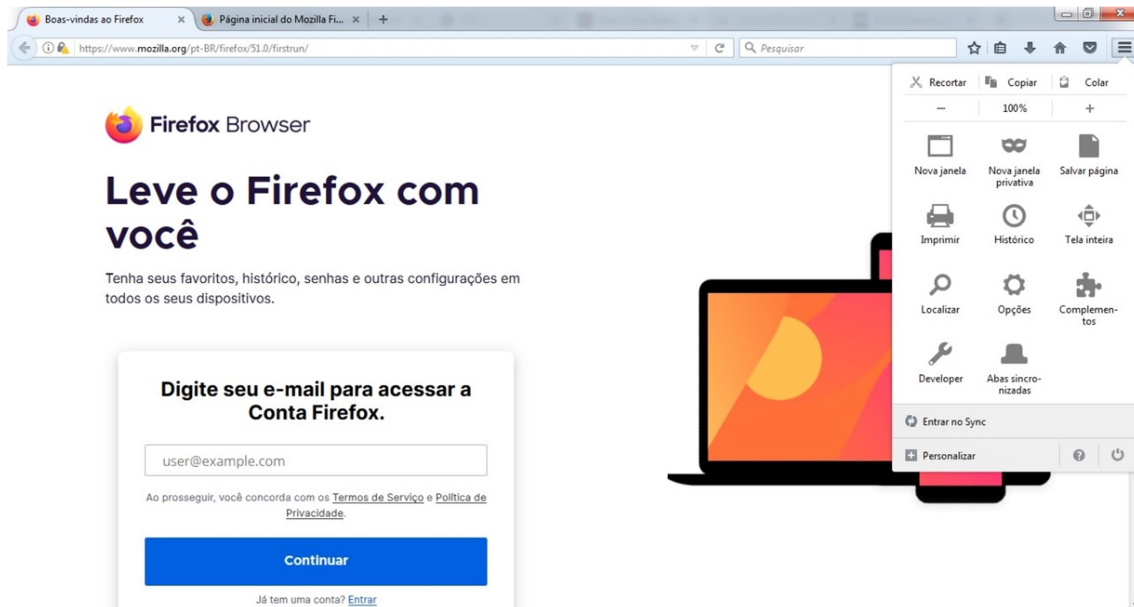 Boas-vindas ao Firefox
Página inicial do Mozilla Fi...
https://www.mozilla.org/pt-BR/firefox/51.0/firstrun/
Pesquisar
Recortar
Copiar
Colar
100%
Nova janela
Nova janela
privativa
Salvar página
Imprimir
Histórico
Tela inteira
Localizar
Opções
Complemen-
tos
Developer
Abas sincro-
nizadas
Entrar no Sync
Personalizar
Firefox Browser
Leve o Firefox com
você
Tenha seus favoritos, histórico, senhas e outras configurações em
todos os seus dispositivos.
Digite seu e-mail para acessar a
Conta Firefox.
user@example.com
Ao prosseguir, você concorda com os Termos de Serviço e Política de
Privacidade.
Continuar
Já tem uma conta? Entrar